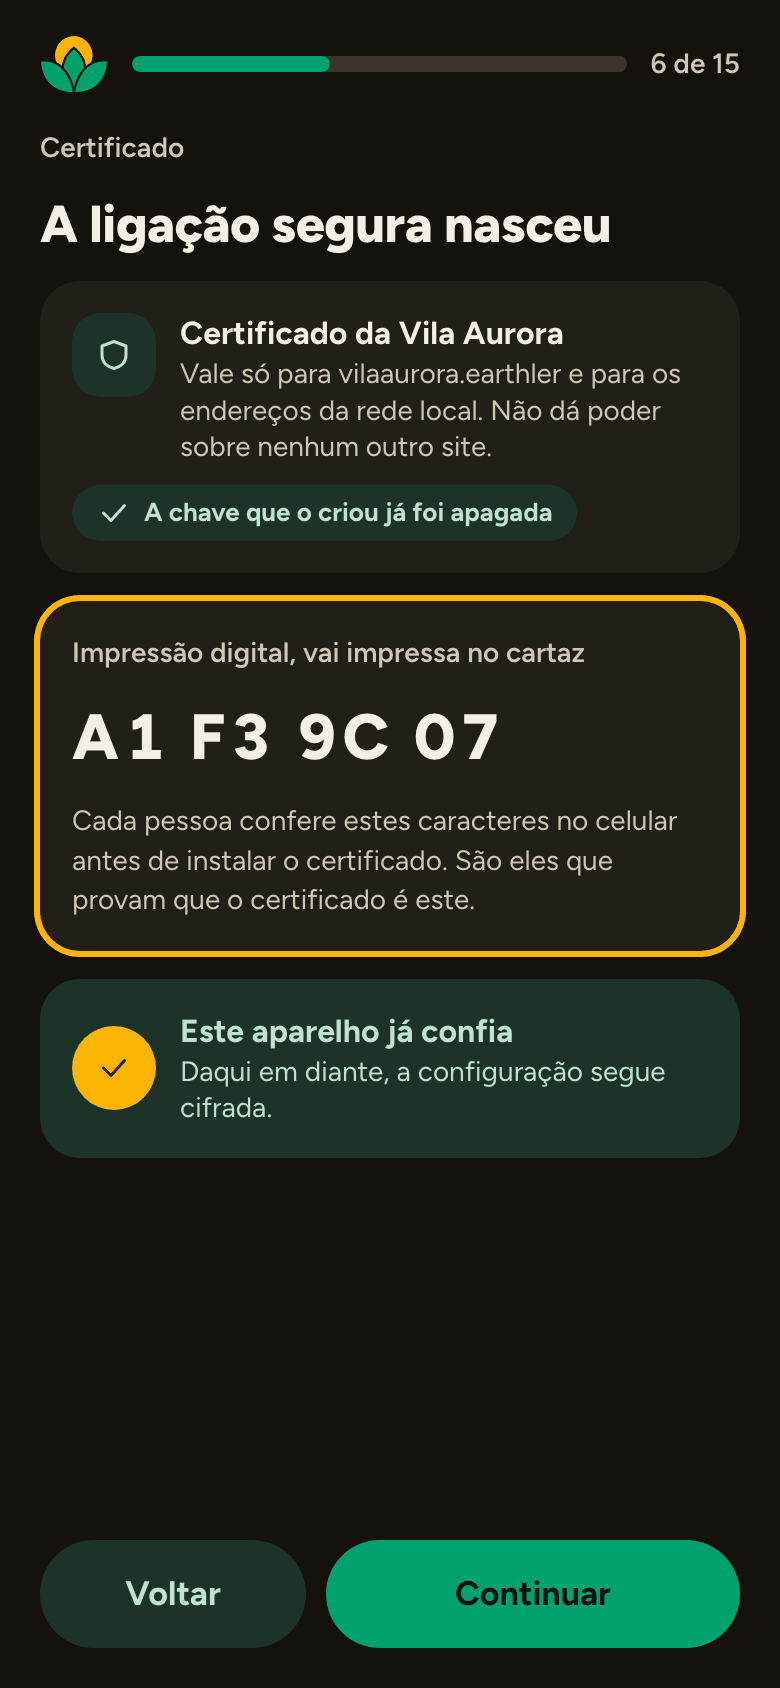 6 de 15
Certificado
A ligação segura nasceu
Certificado da Vila Aurora
Vale só para vilaaurora.earthler e para os
endereços da rede local. Não dá poder
sobre nenhum outro site.
A chave que o criou já foi apagada
Impressão digital, vai impressa no cartaz
A1 F3 9C 07
Cada pessoa confere estes caracteres no celular
antes de instalar o certificado. São eles que
provam que o certificado é este.
Este aparelho já confia
Daqui em diante, a configuração segue
cifrada.
Voltar
Continuar